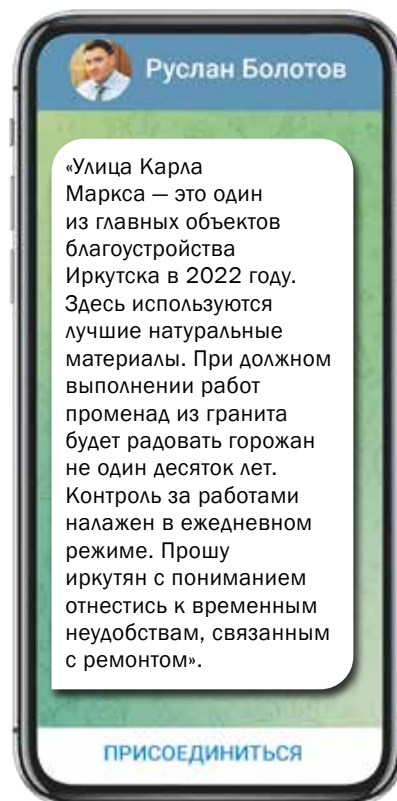 Руслан Болотов
«Улица Карла
Маркса — это один
из главных объектов
благоустройства
Иркутска в 2022 году.
Здесь используются
лучшие натуральные
материалы. При должном
выполнении работ
променад из гранита
будет радовать горожан
не один десяток лет.
Контроль за работами
налажен в ежедневном
режиме. Прошу
иркутян с пониманием
отнестись к временным
неудобствам, связанным
с ремонтом».
ПРИСОЕДИНИТЬСЯ